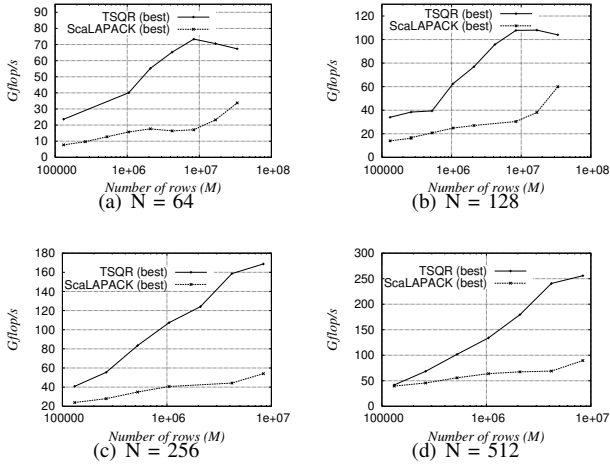 90
80
70
60
50
40
30
20
10
0
Gflop/s
TSQR (best)
ScaLAPACK (best)
100000 1e+06 1e+07 1e+08
Number of rows (M)
(a) N = 64
120
100
80
60
40
20
0
Gflop/s
TSQR (best)
ScaLAPACK (best)
100000 1e+06 1e+07 1e+08
Number of rows (M)
(b) N = 128
180
160
140
120
100
80
60
40
20
Gflop/s
TSQR (best)
ScaLAPACK (best)
100000 1e+06 1e+07
Number of rows (M)
(c) N = 256
300
250
200
150
100
50
0
Gflop/s
TSQR (best)
ScaLAPACK (best)
100000 1e+06 1e+07
Number of rows (M)
(d) N = 512